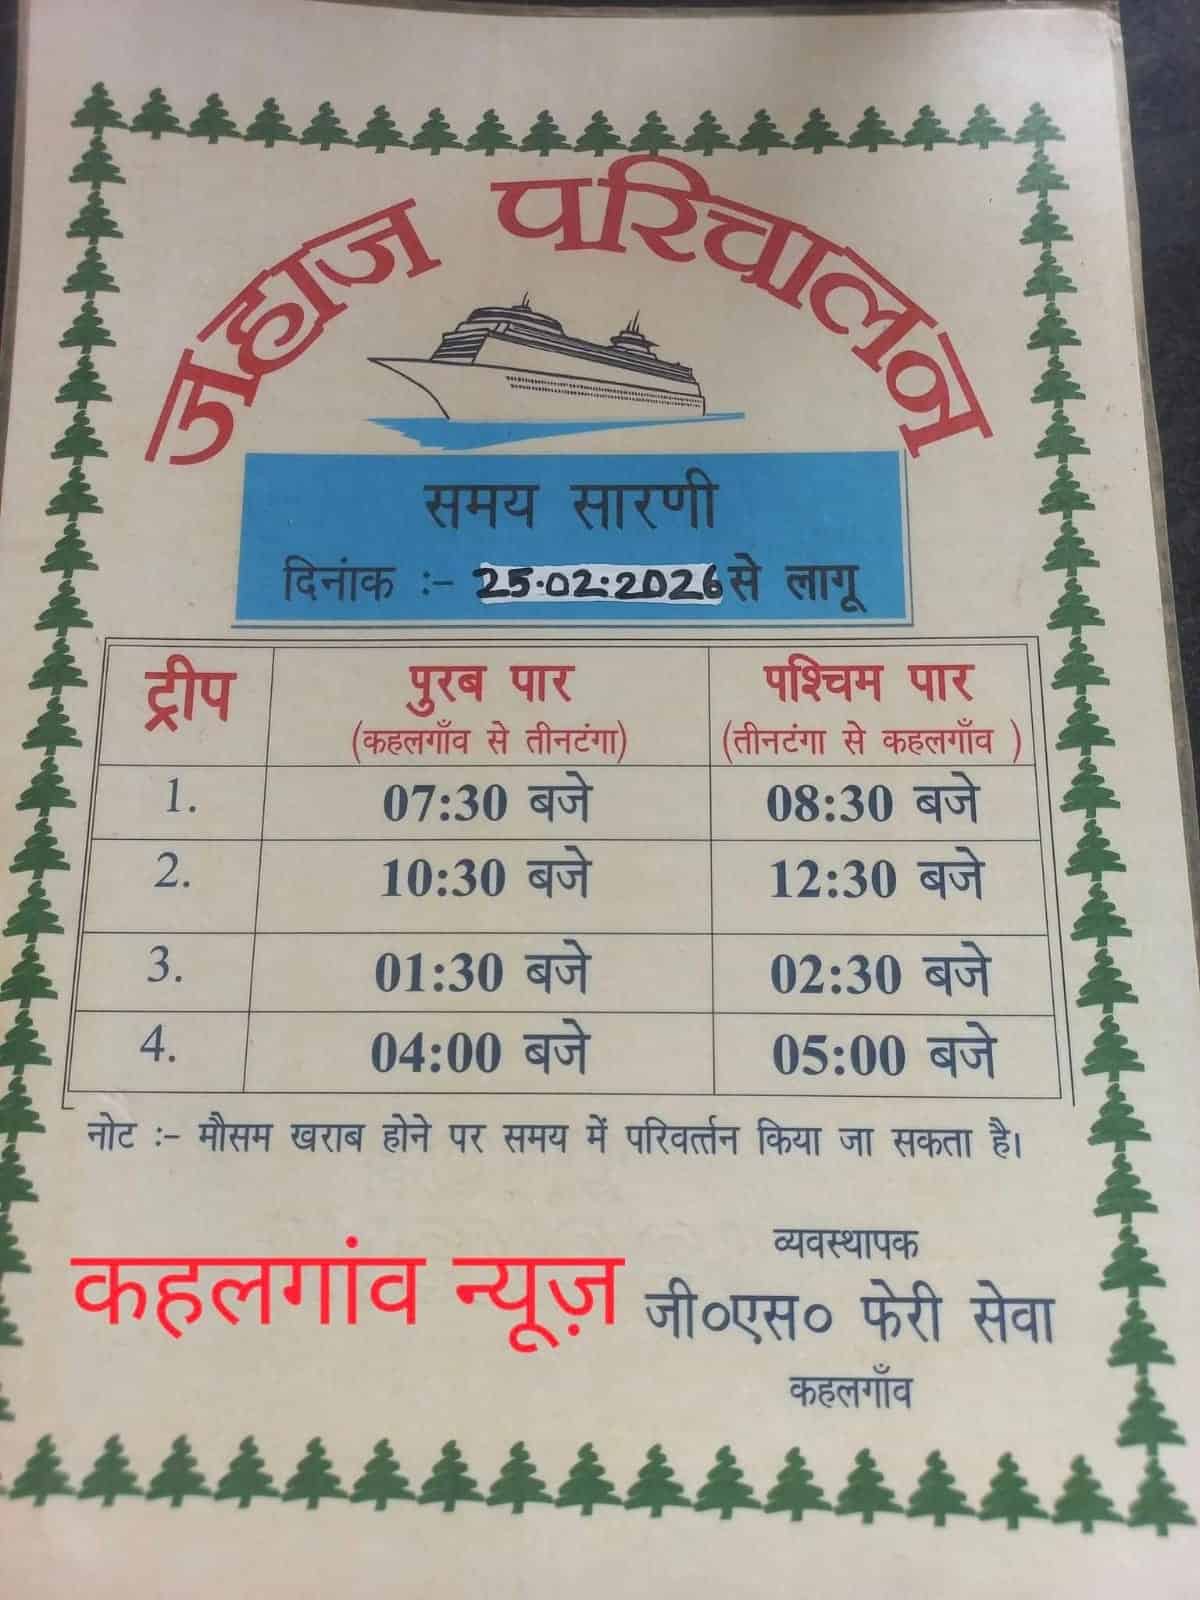 जहाज परिचालन
समय सारणी
दिनांक :- 25.02.2026 से लागू
ट्रीप पुरब पार पश्चिम पार
(कहलगाँव से तीनटंगा) (तीनटंगा से कहलगाँव )
1. 07:30 बजे 08:30 बजे
2. 10:30 बजे 12:30 बजे
3. 01:30 बजे 02:30 बजे
4. 04:00 बजे 05:00 बजे
नोट :- मौसम खराब होने पर समय में परिवर्त्तन किया जा सकता है।
कहलगांव न्यूज़
व्यवस्थापक
जी०एस० फेरी सेवा
कहलगाँव